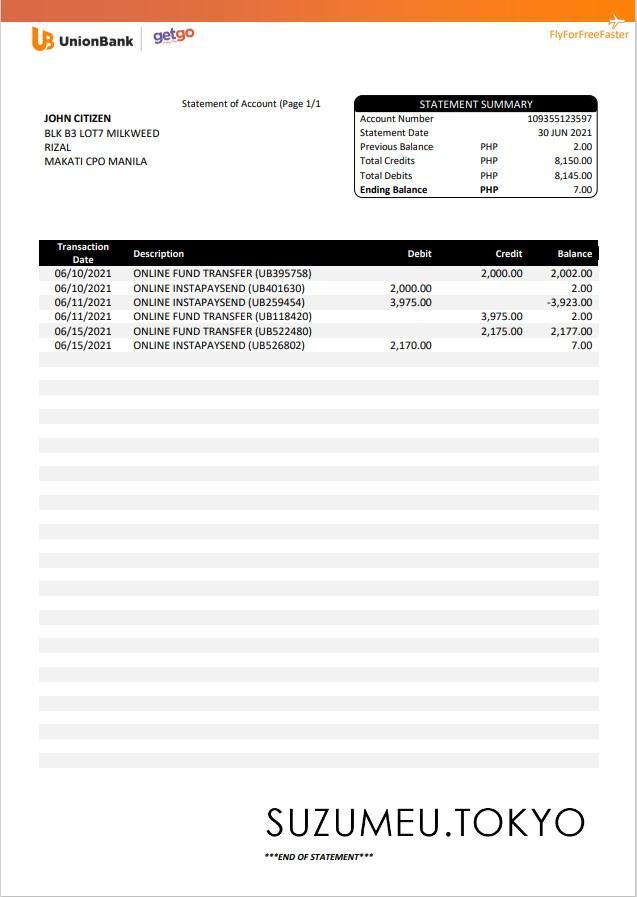 UB UnionBank getgo
FlyForFreeFaster
Statement of Account (Page 1/1
JOHN CITIZEN
BLK B3 LOT7 MILKWEED
RIZAL
MAKATI CPO MANILA
STATEMENT SUMMARY
Account Number 109355123597
Statement Date 30 JUN 2021
Previous Balance PHP 2.00
Total Credits PHP 8,150.00
Total Debits PHP 8,145.00
Ending Balance PHP 7.00
Transaction Date Description Debit Credit Balance
06/10/2021 ONLINE FUND TRANSFER (UB395758) 2,000.00 2,002.00
06/10/2021 ONLINE INSTAPAYSEND (UB401630) 2,000.00 2.00
06/11/2021 ONLINE INSTAPAYSEND (UB259454) 3,975.00 -3,923.00
06/11/2021 ONLINE FUND TRANSFER (UB118420) 3,975.00 2.00
06/15/2021 ONLINE FUND TRANSFER (UB522480) 2,175.00 2,177.00
06/15/2021 ONLINE INSTAPAYSEND (UB526802) 2,170.00 7.00
SUZUMEU.TOKYO
***END OF STATEMENT***